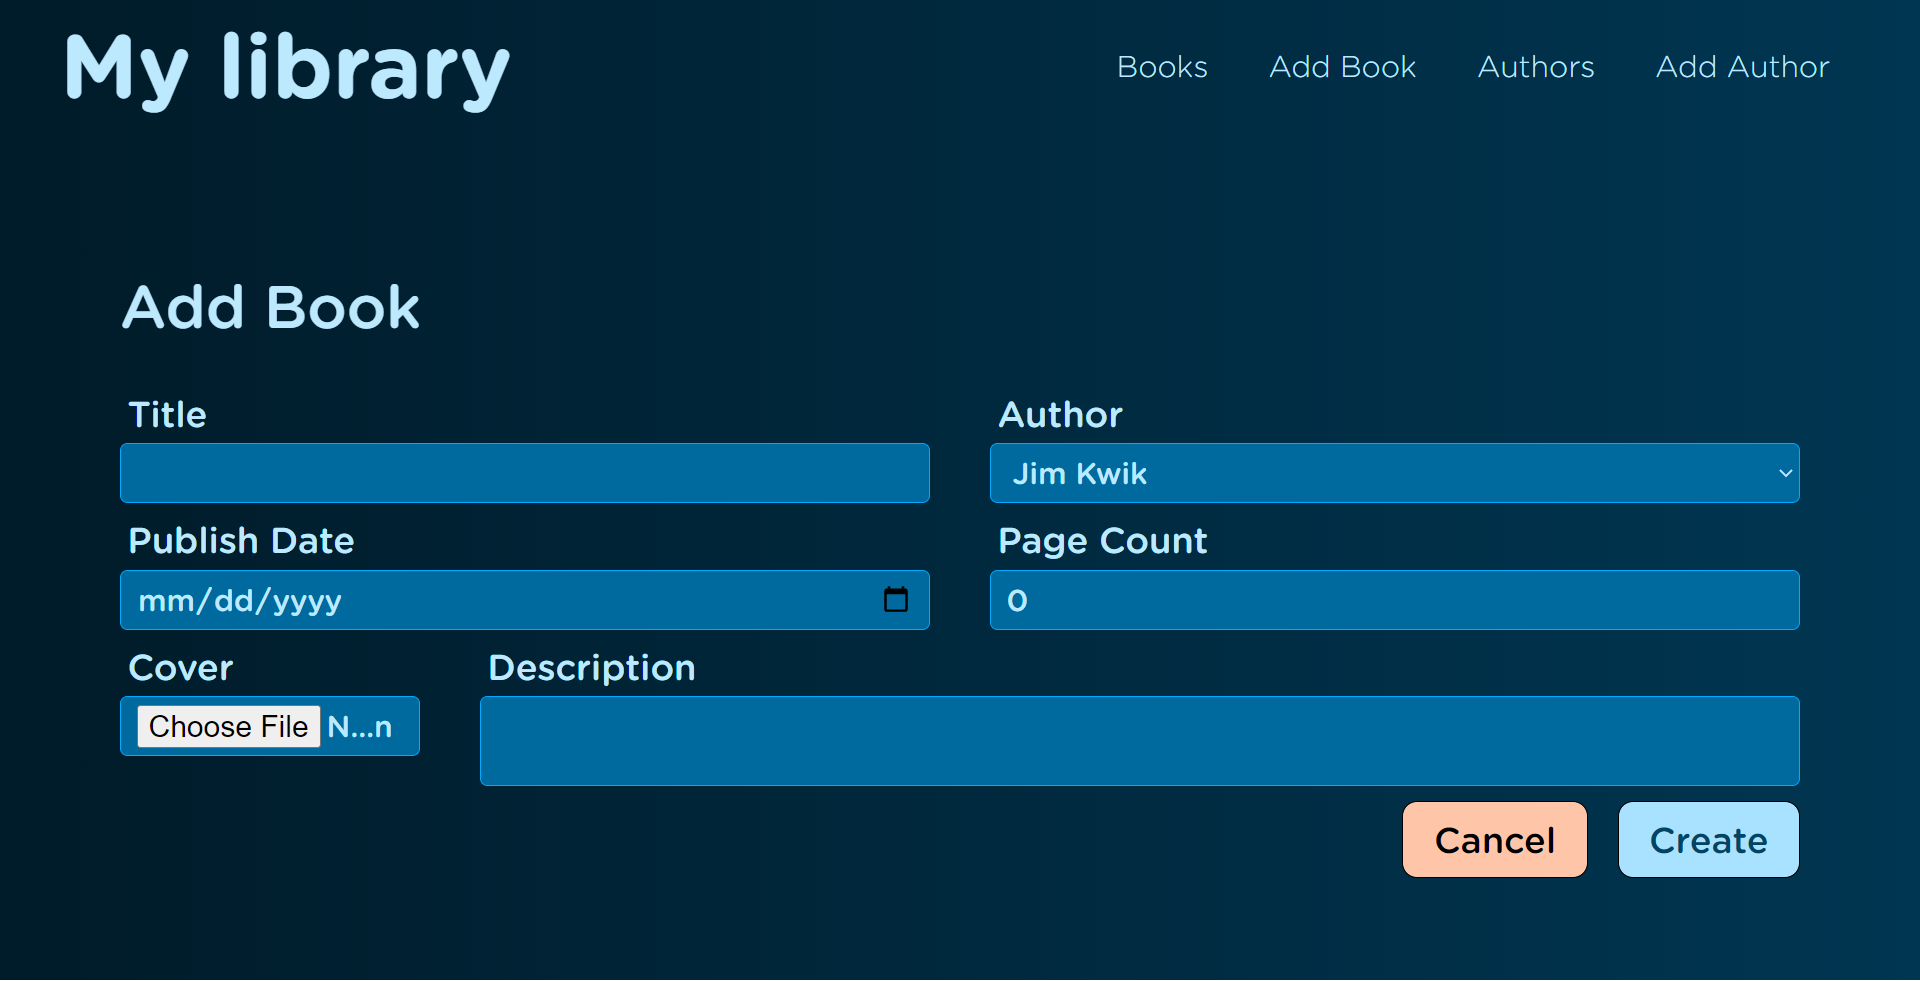 My library
Books Add Book Authors Add Author
Add Book
Title Author
Jim Kwik
Publish Date Page Count
mm/dd/yyyy 0
Cover Description
Choose File N...n
Cancel Create